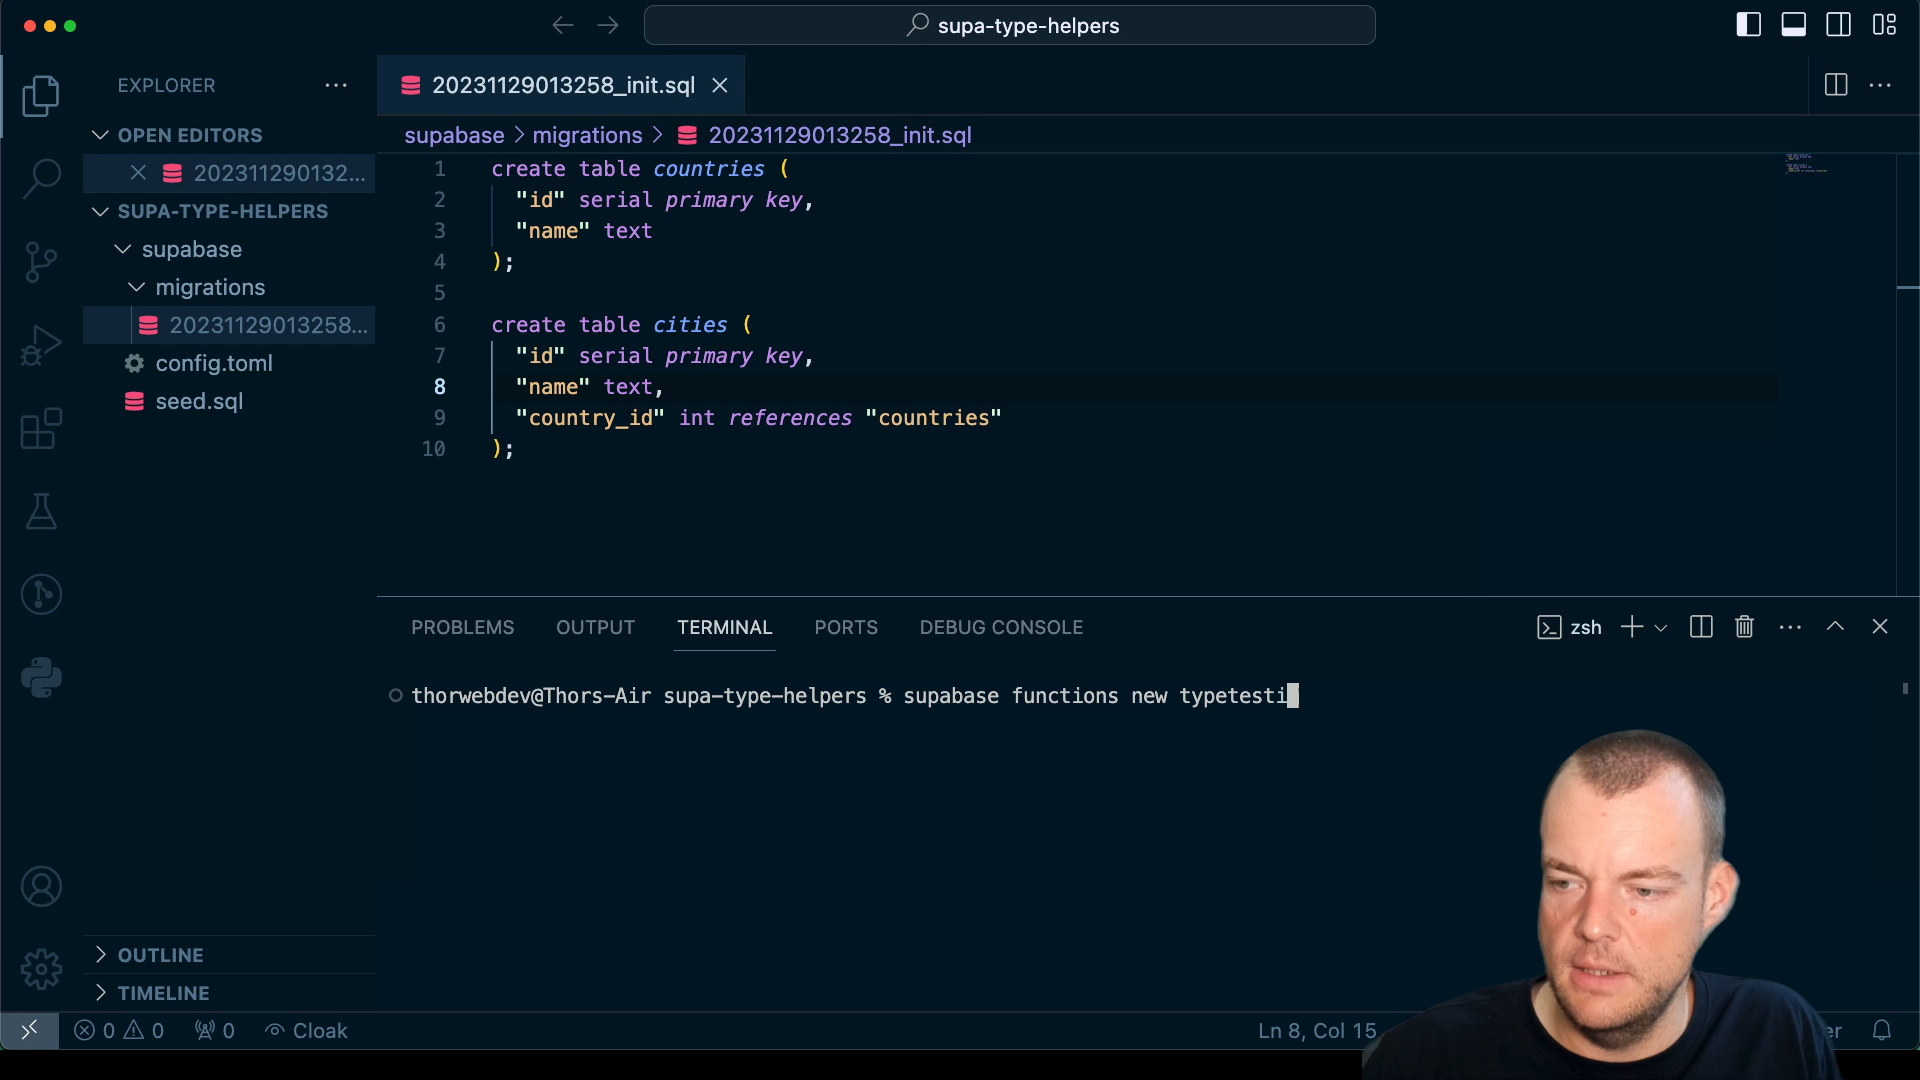 supa-type-helpers
EXPLORER
20231129013258_init.sql
OPEN EDITORS
202311290132...
SUPA-TYPE-HELPERS
supabase
migrations
20231129013258...
config.toml
seed.sql
OUTLINE
TIMELINE
supabase > migrations > 20231129013258_init.sql
1 create table countries (
2 "id" serial primary key,
3 "name" text
4 );
5
6 create table cities (
7 "id" serial primary key,
8 "name" text,
9 "country_id" int references "countries"
10 );
PROBLEMS OUTPUT TERMINAL PORTS DEBUG CONSOLE
zsh
thorwebdev@Thors-Air supa-type-helpers % supabase functions new typetesti
0 0 0 Cloak
Ln 8, Col 15